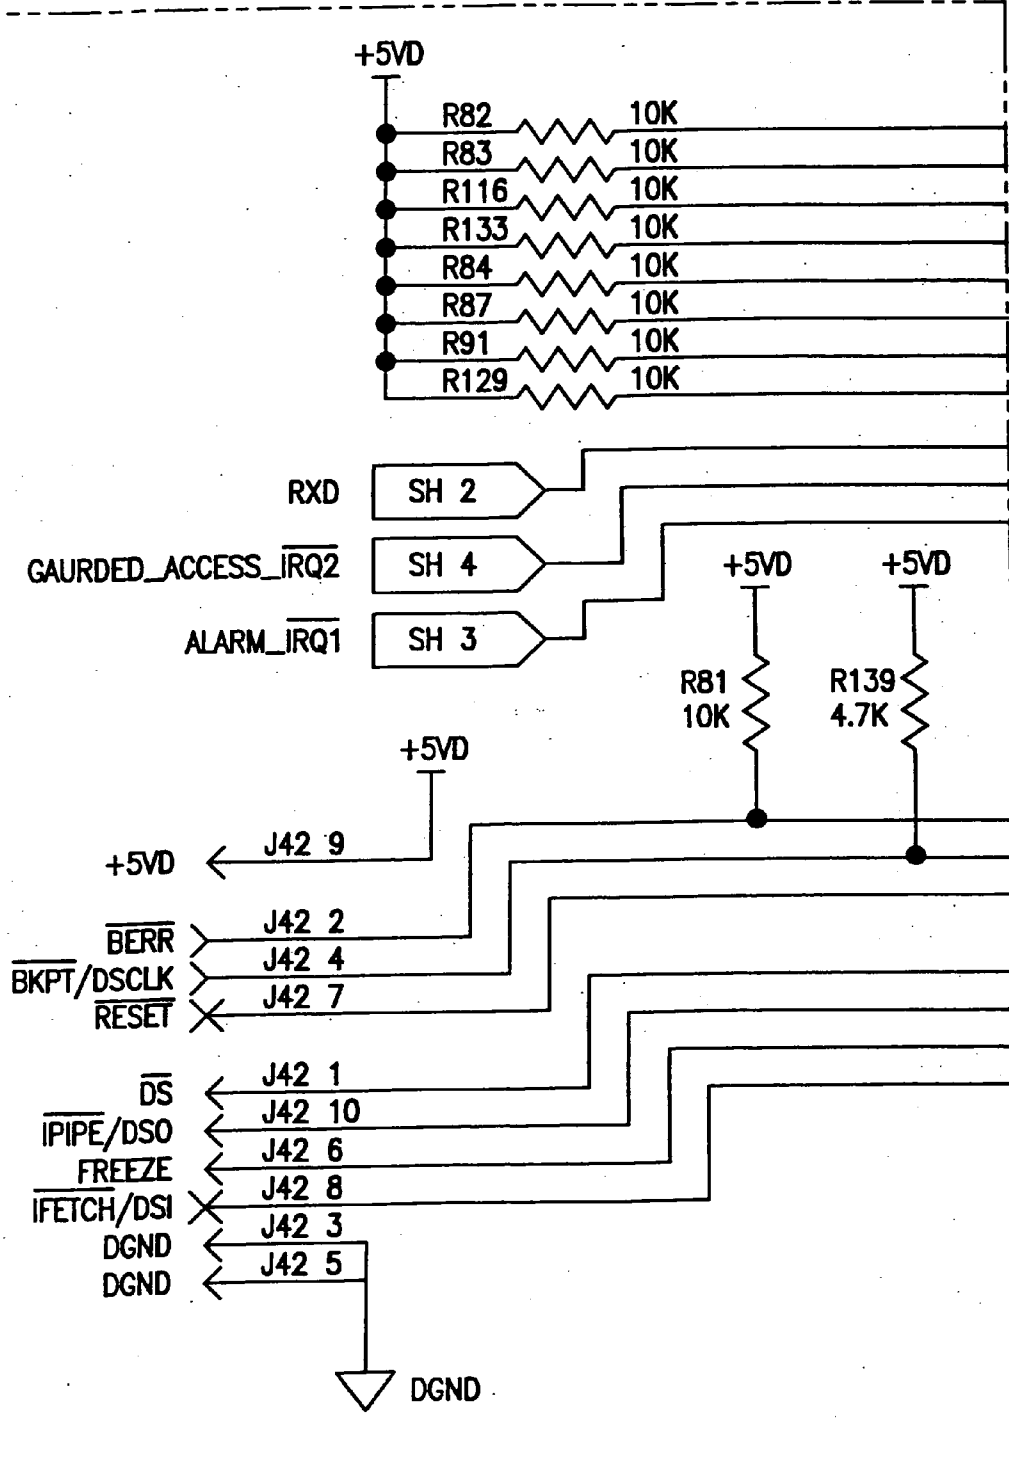 +5VD
R82 10K
R83 10K
R116 10K
R133 10K
R84 10K
R87 10K
R91 10K
R129 10K
RXD SH 2
GAURDED_ACCESS_IRQ2 SH 4
ALARM_IRQ1 SH 3
+5VD +5VD
R81 R139
10K 4.7K
+5VD
+5VD J42 9
BERR J42 2
BKPT/DSCLK J42 4
RESET J42 7
DS J42 1
IPIPE/DSO J42 10
FREEZE J42 6
IFETCH/DSI J42 8
DGND J42 3
DGND J42 5
DGND